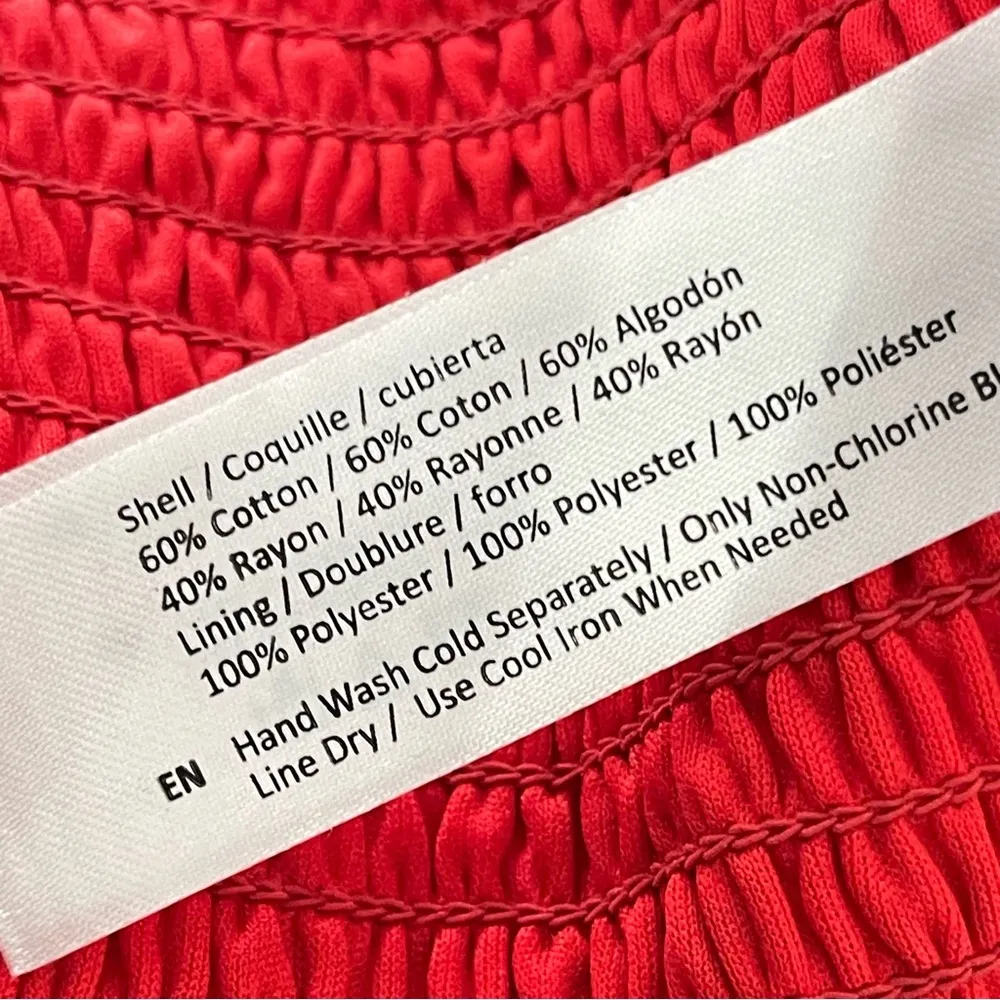 Shell / Coquille / cubierta
60% Cotton / 60% Coton / 60% Algodón
40% Rayon / 40% Rayonne / 40% Rayón
Lining / Doublure / forro
100% Polyester / 100% Polyester / 100% Poliéster
EN Hand Wash Cold Separately / Only Non-Chlorine
Line Dry / Use Cool Iron When Needed